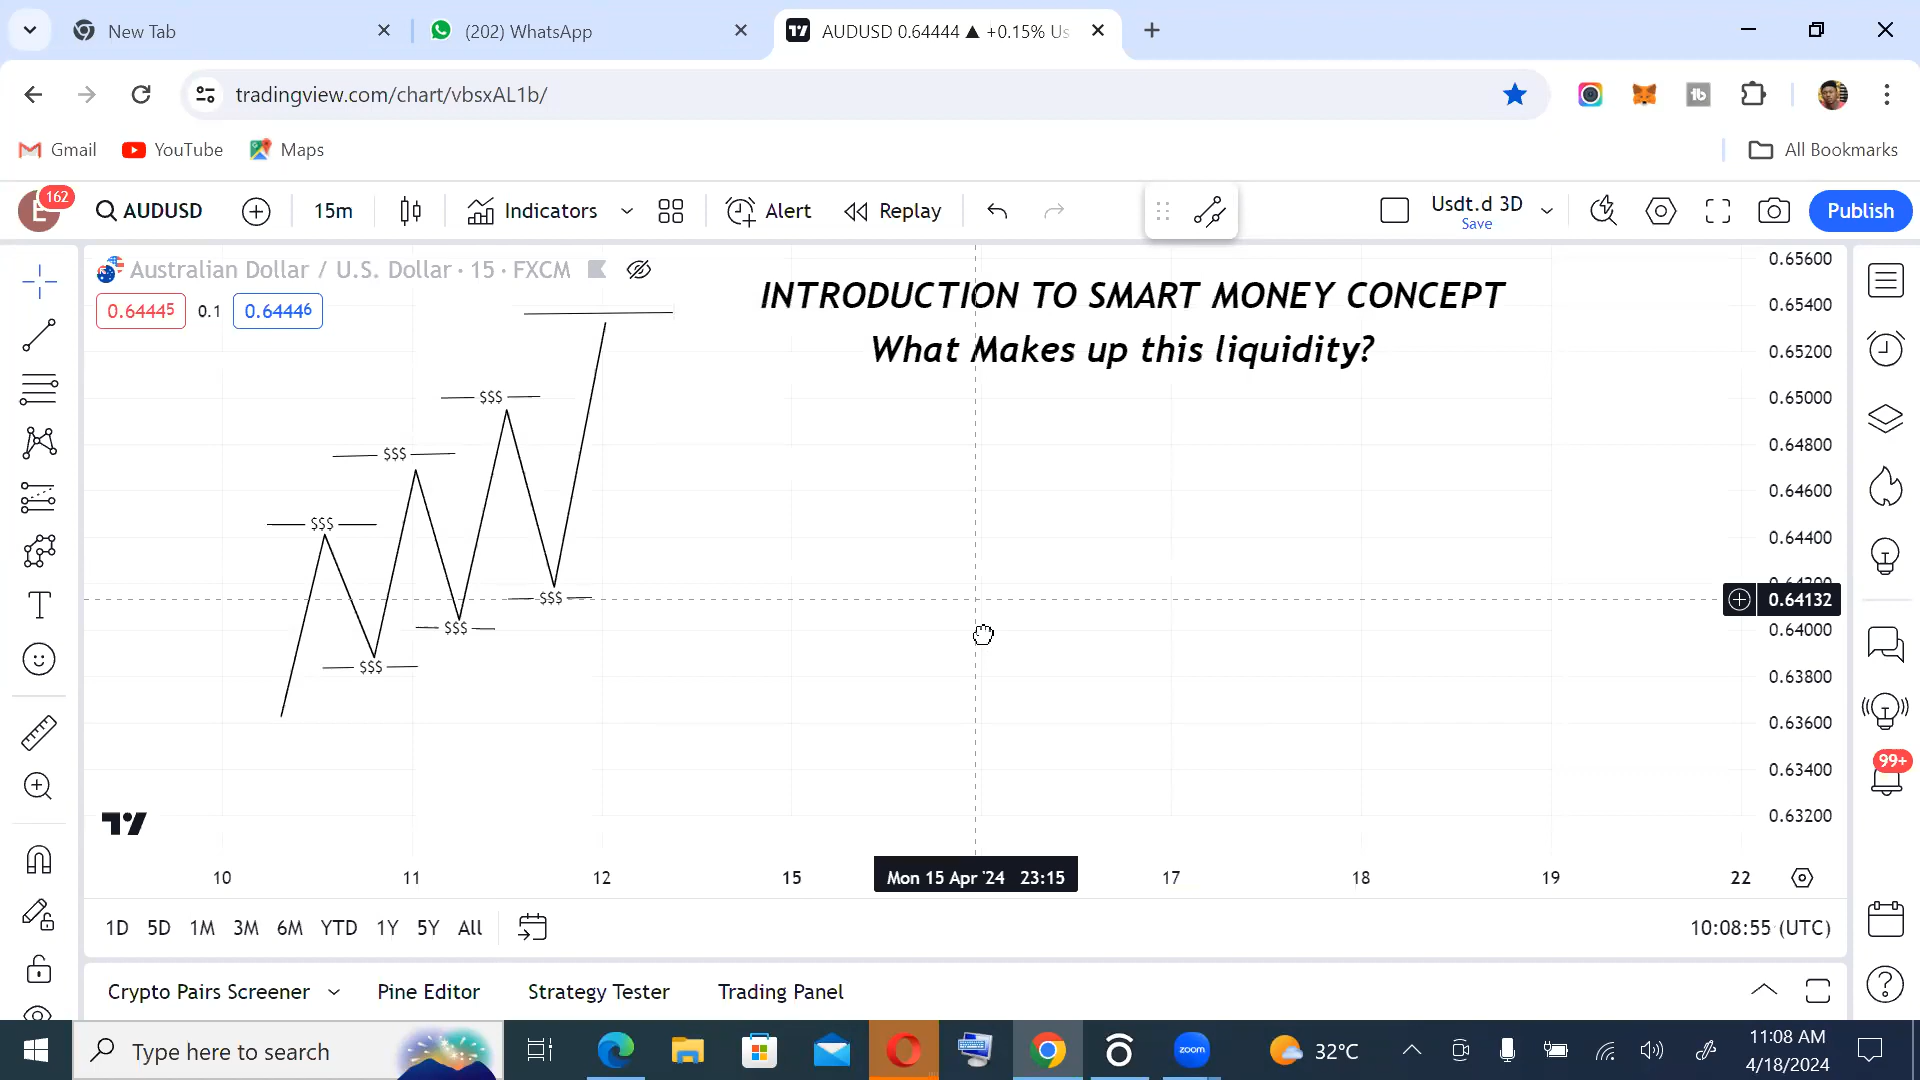 New Tab
(202) WhatsApp
AUDUSD 0.64444 ▲ +0.15% Us
tradingview.com/chart/vbsxAL1b/
Gmail
YouTube
Maps
All Bookmarks
162
E
AUDUSD
15m
Indicators
Alert
Replay
Usdt.d 3D
Save
Publish
Australian Dollar / U.S. Dollar · 15 · FXCM
0.64445
0.1
0.64446
INTRODUCTION TO SMART MONEY CONCEPT
What Makes up this liquidity?
$$$
$$$
$$$
$$$
$$$
$$$
0.65600
0.65400
0.65200
0.65000
0.64800
0.64600
0.64400
0.64132
0.64000
0.63800
0.63600
0.63400
0.63200
99+
10
11
12
15
Mon 15 Apr '24 23:15
17
18
19
22
1D 5D 1M 3M 6M YTD 1Y 5Y All
10:08:55 (UTC)
Crypto Pairs Screener
Pine Editor
Strategy Tester
Trading Panel
Type here to search
zoom
32°C
11:08 AM
4/18/2024